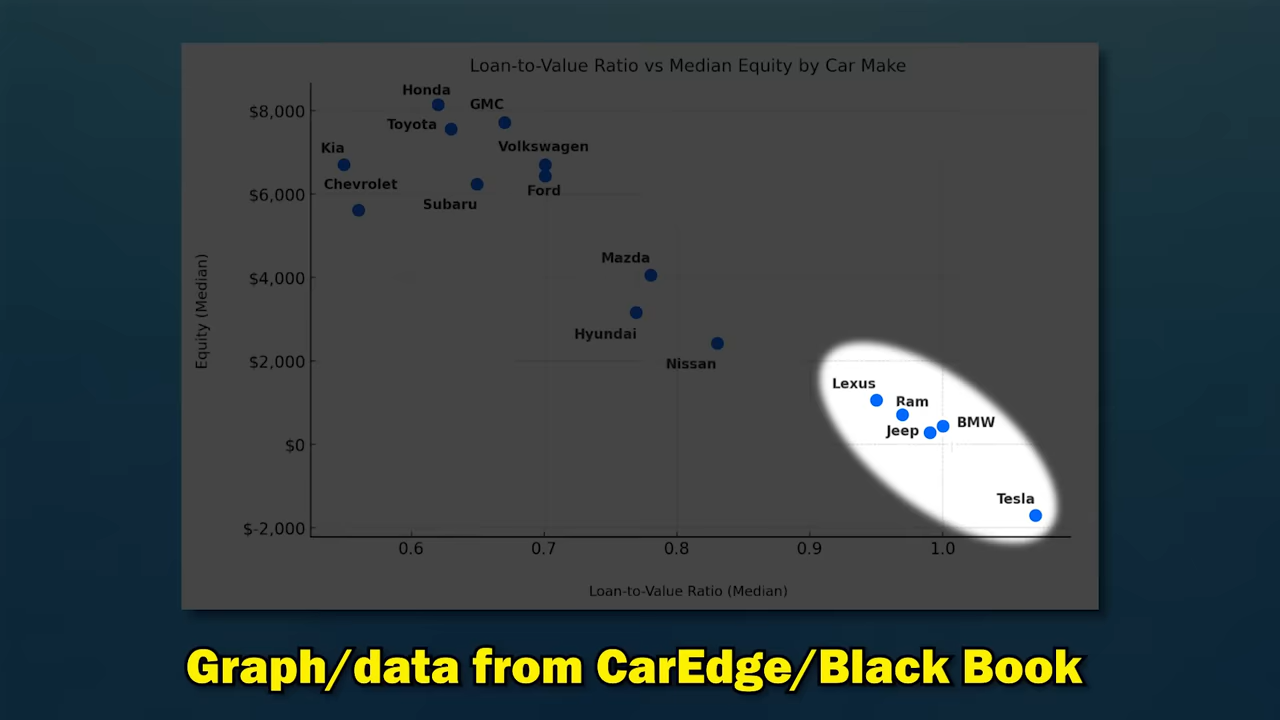 Loan-to-Value Ratio vs Median Equity by Car Make
Honda
GMC
$8,000
Toyota
Volkswagen
Kia
Chevrolet
Ford
$6,000
Subaru
Mazda
$4,000
Hyundai
Nissan
$2,000
Lexus
Ram
BMW
Jeep
$0
Tesla
$-2,000
Equity (Median)
0.6 0.7 0.8 0.9 1.0
Loan-to-Value Ratio (Median)
Graph/data from CarEdge/Black Book